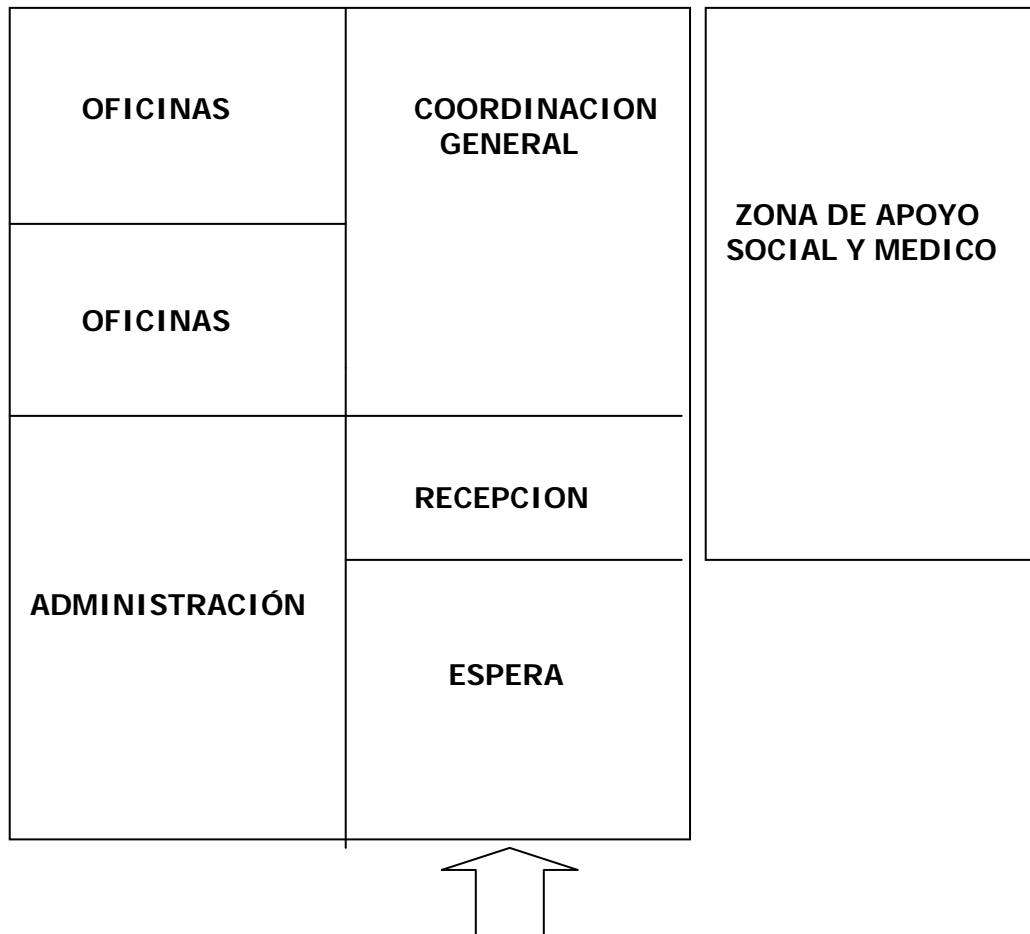 OFICINAS
COORDINACION
GENERAL
ZONA DE APOYO
SOCIAL Y MEDICO
OFICINAS
RECEPCION
ADMINISTRACIÓN
ESPERA